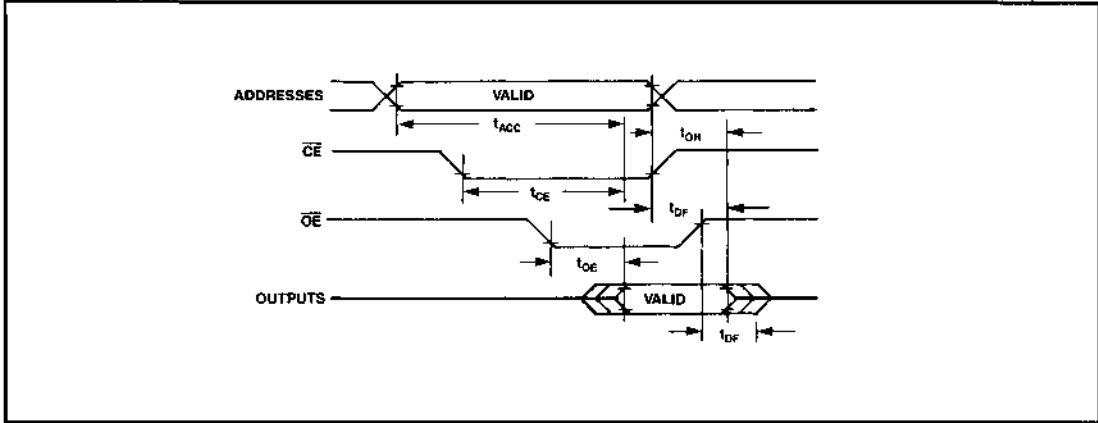 ADDRESSES
VALID
tACC
tOH
CE
tCE
tDF
OE
tOE
OUTPUTS
VALID
tDF